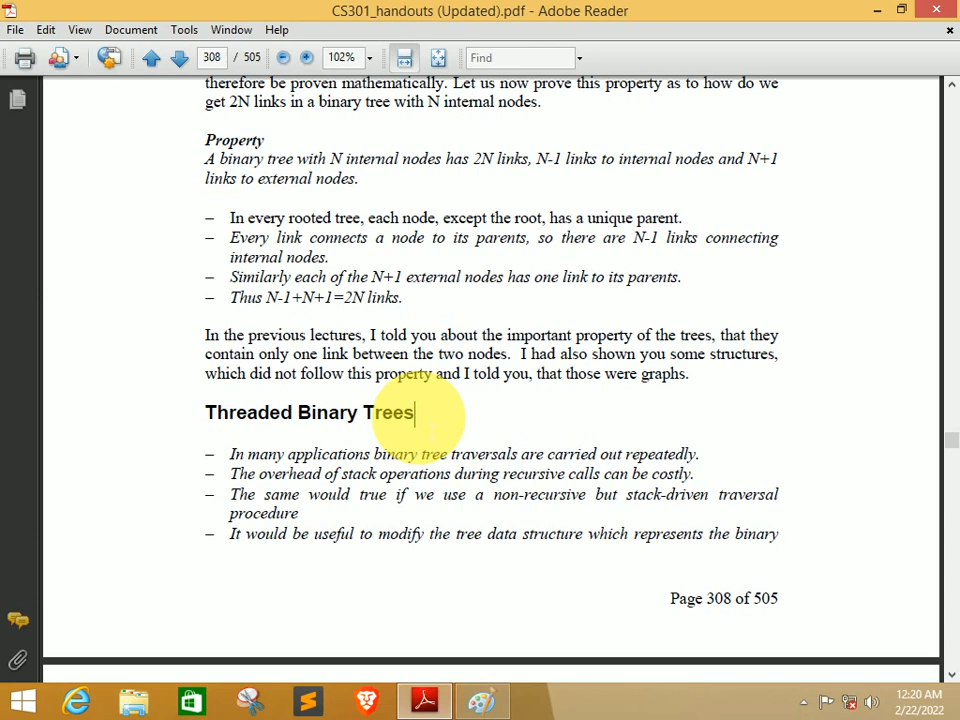 CS301_handouts (Updated).pdf - Adobe Reader
File Edit View Document Tools Window Help
308 / 505 102% Find
therefore be proven mathematically. Let us now prove this property as to how do we
get 2N links in a binary tree with N internal nodes.
Property
A binary tree with N internal nodes has 2N links, N-1 links to internal nodes and N+1
links to external nodes.
– In every rooted tree, each node, except the root, has a unique parent.
– Every link connects a node to its parents, so there are N-1 links connecting
internal nodes.
– Similarly each of the N+1 external nodes has one link to its parents.
– Thus N-1+N+1=2N links.
In the previous lectures, I told you about the important property of the trees, that they
contain only one link between the two nodes. I had also shown you some structures,
which did not follow this property and I told you, that those were graphs.
Threaded Binary Trees
– In many applications binary tree traversals are carried out repeatedly.
– The overhead of stack operations during recursive calls can be costly.
– The same would true if we use a non-recursive but stack-driven traversal
procedure
– It would be useful to modify the tree data structure which represents the binary
Page 308 of 505
12:20 AM
2/22/2022